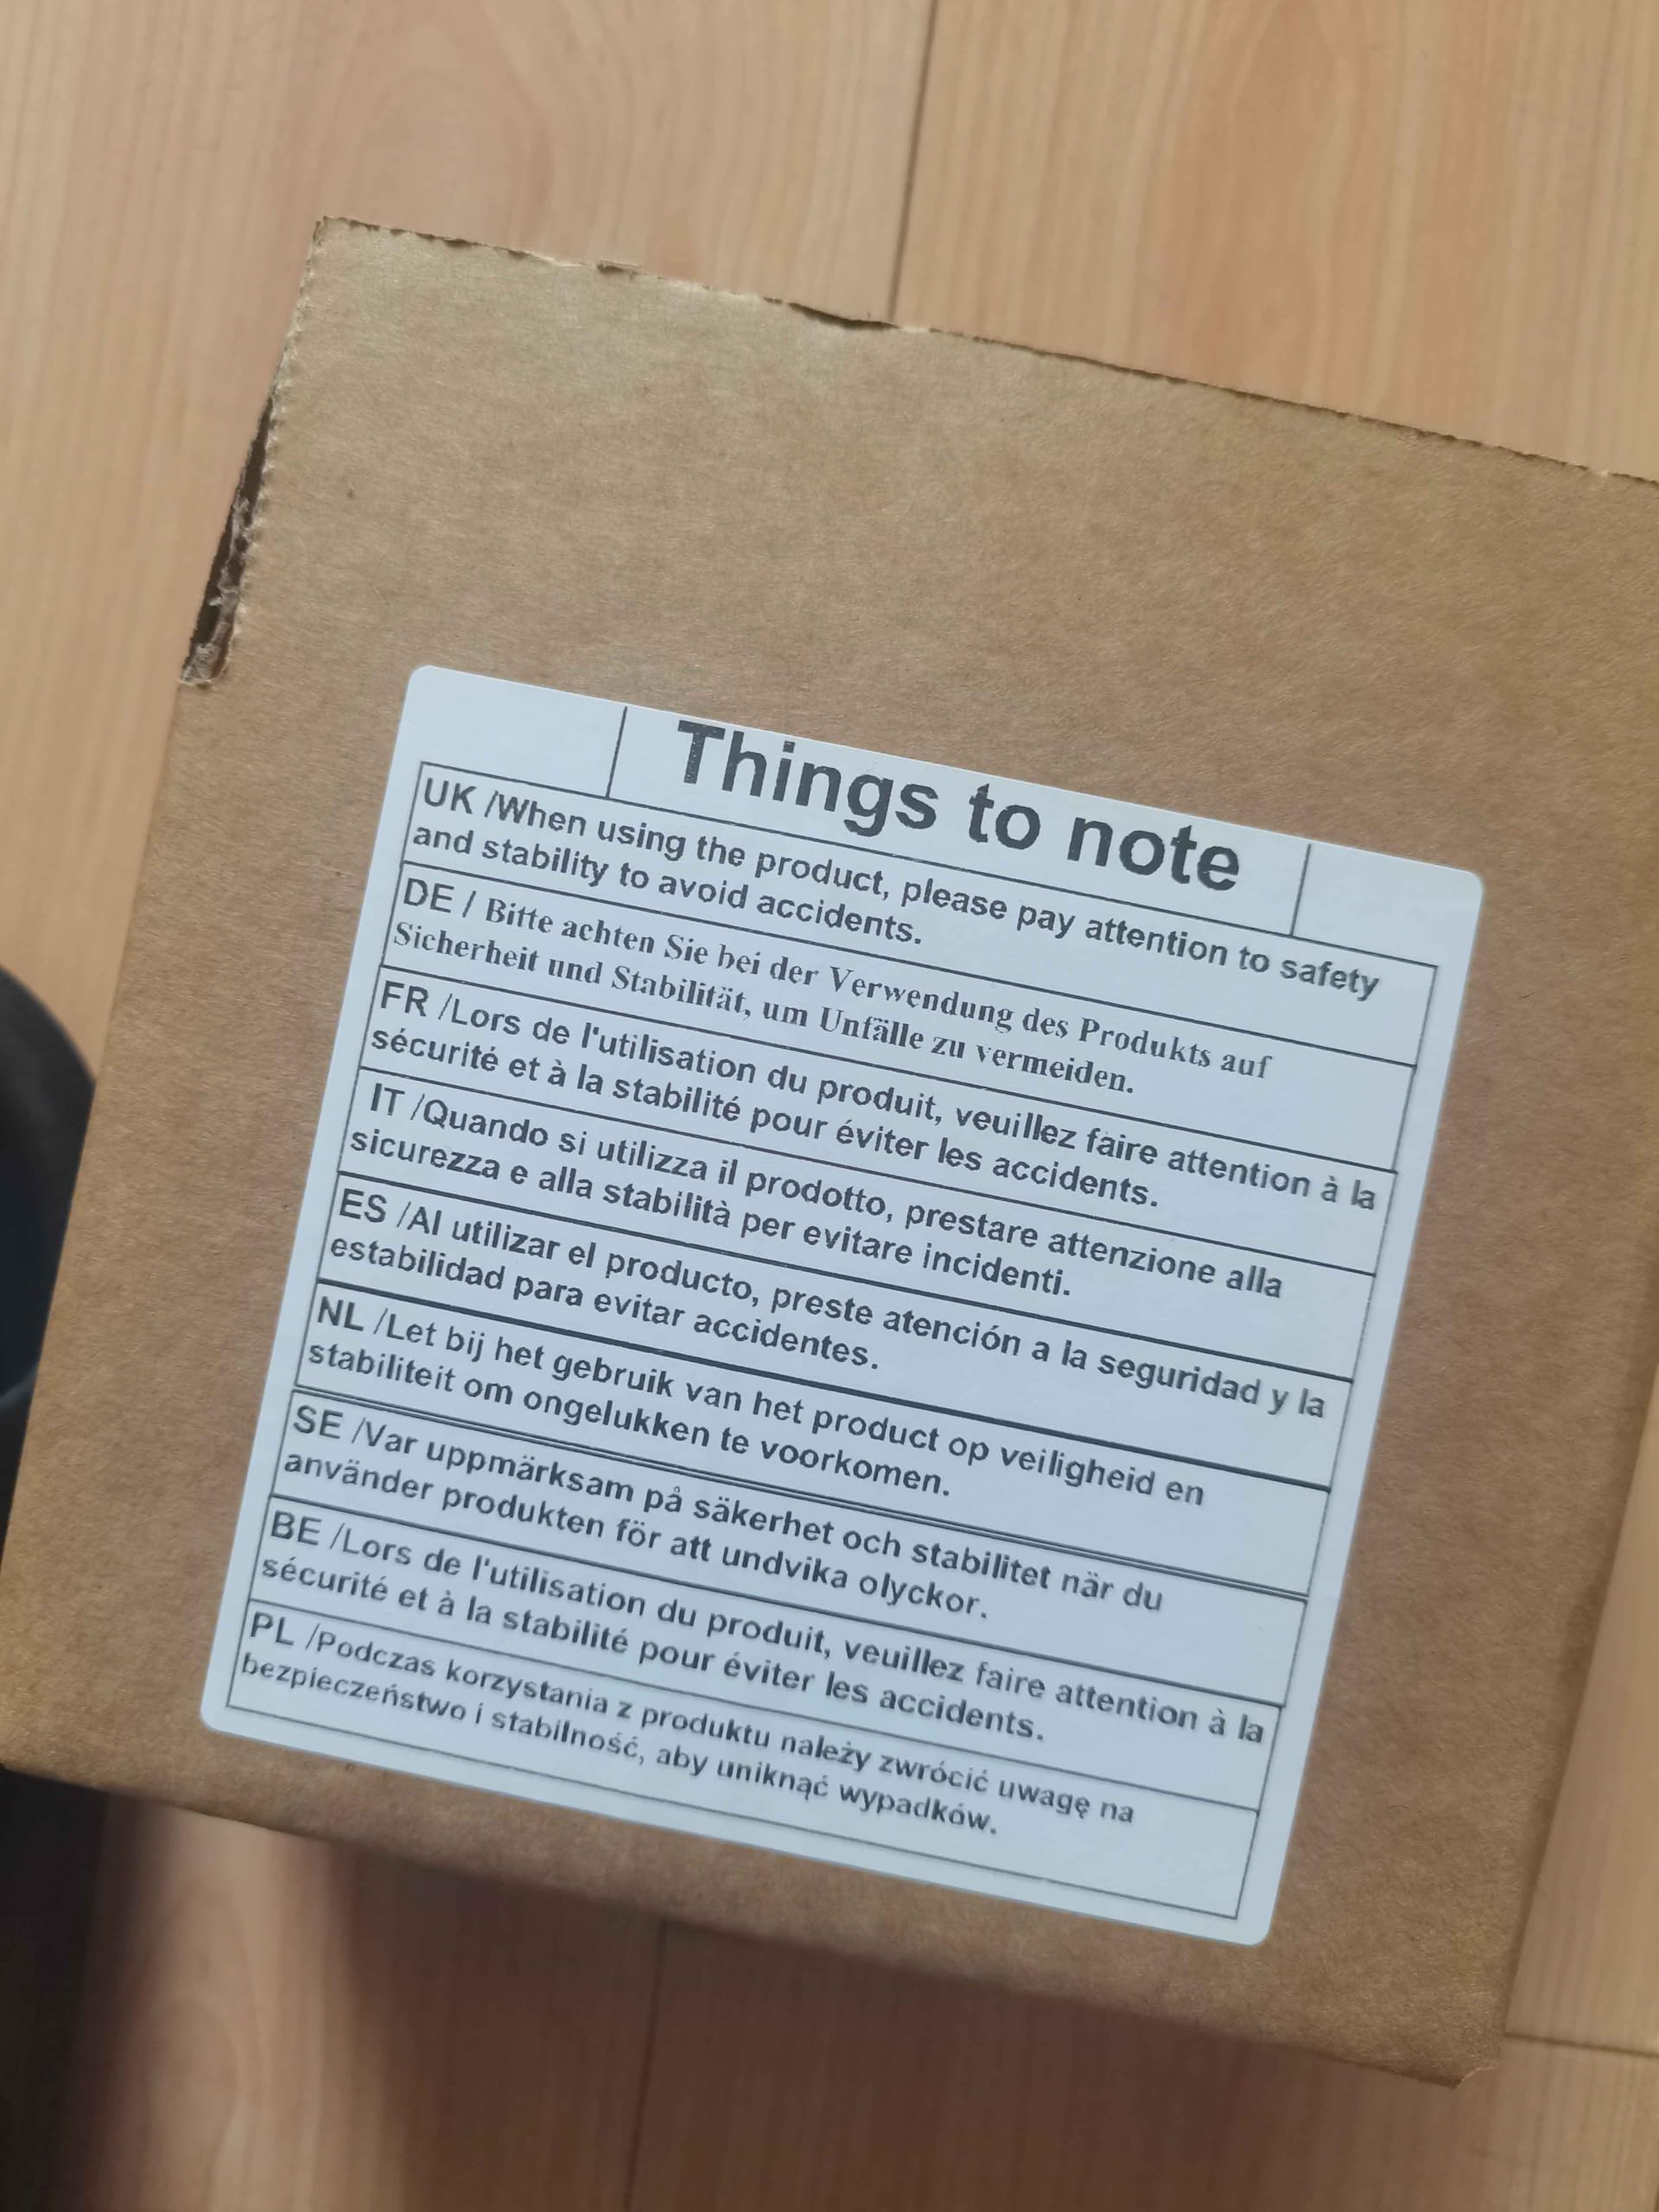 Things to note
UK /When using the product, please pay attention to safety
and stability to avoid accidents.
DE / Bitte achten Sie bei der Verwendung des Produkts auf
Sicherheit und Stabilität, um Unfälle zu vermeiden.
FR /Lors de l'utilisation du produit, veuillez faire attention à la
sécurité et à la stabilité pour éviter les accidents.
IT /Quando si utilizza il prodotto, prestare attenzione alla
sicurezza e alla stabilità per evitare incidenti.
ES /Al utilizar el producto, preste atención a la seguridad y la
estabilidad para evitar accidentes.
NL /Let bij het gebruik van het product op veiligheid en
stabiliteit om ongelukken te voorkomen.
SE /Var uppmärksam på säkerhet och stabilitet när du
använder produkten för att undvika olyckor.
BE /Lors de l'utilisation du produit, veuillez faire attention à la
sécurité et à la stabilité pour éviter les accidents.
PL /Podczas korzystania z produktu należy zwrócić uwagę na
bezpieczeństwo i stabilność, aby uniknąć wypadków.